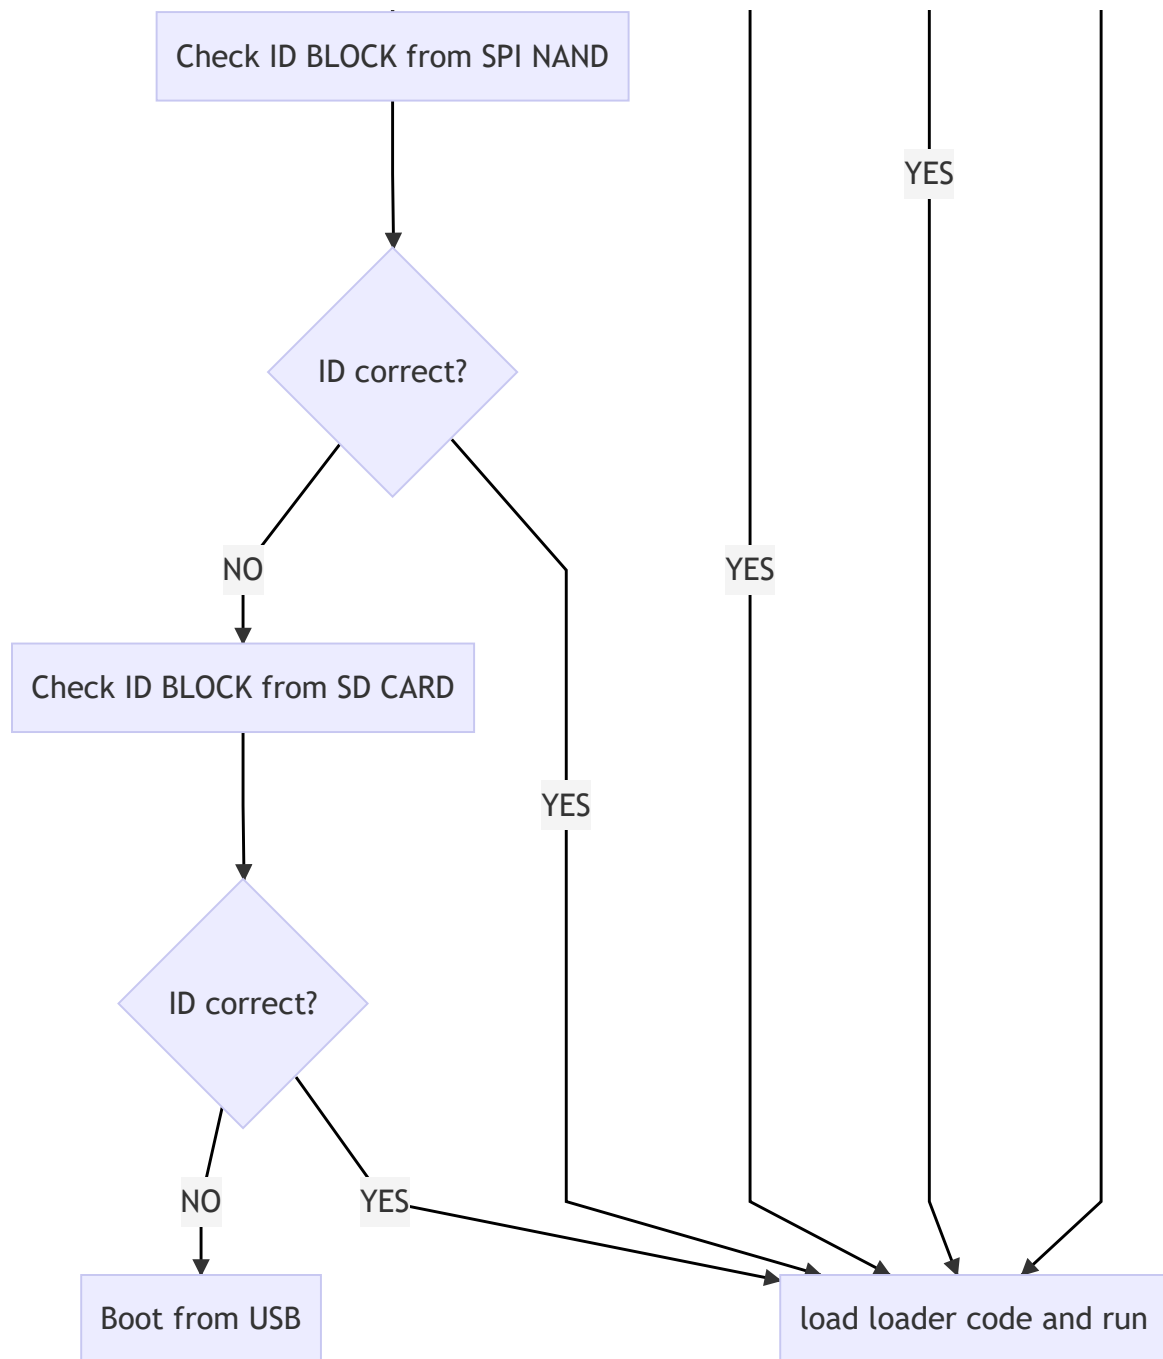 Check ID BLOCK from SPI NAND
YES
ID correct?
NO
YES
Check ID BLOCK from SD CARD
YES
ID correct?
NO
YES
Boot from USB
load loader code and run